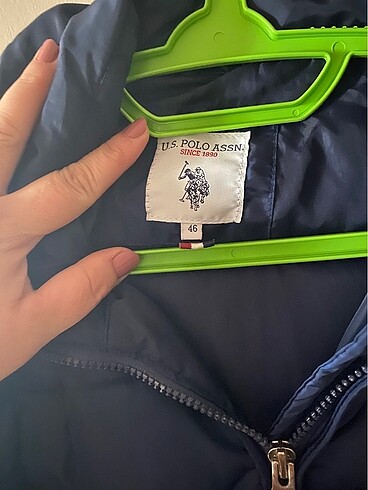 U.S. POLO ASSN.
SINCE 1890
46